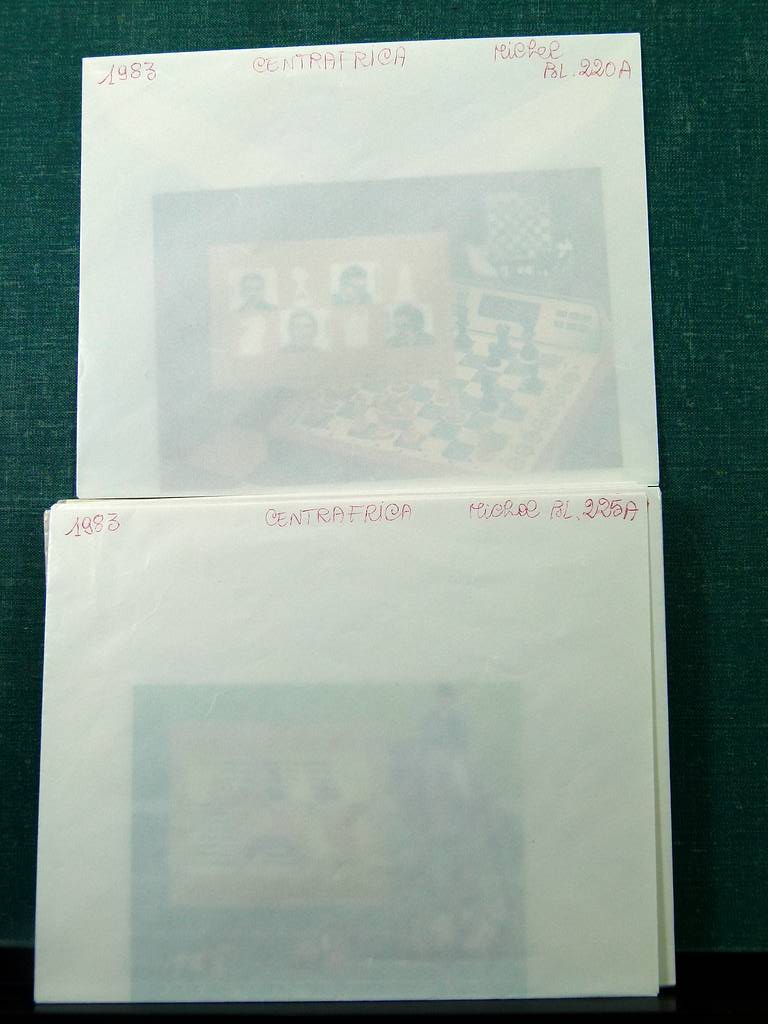 1983 CENTRAFRICA Michel
BL. 220A
1983 CENTRAFRICA Michel BL. 225A